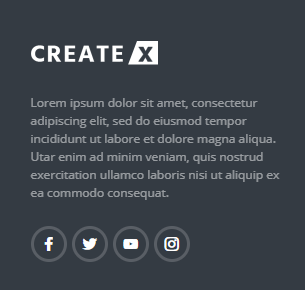 CREATE X
Lorem ipsum dolor sit amet, consectetur
adipiscing elit, sed do eiusmod tempor
incididunt ut labore et dolore magna aliqua.
Utar enim ad minim veniam, quis nostrud
exercitation ullamco laboris nisi ut aliquip ex
ea commodo consequat.